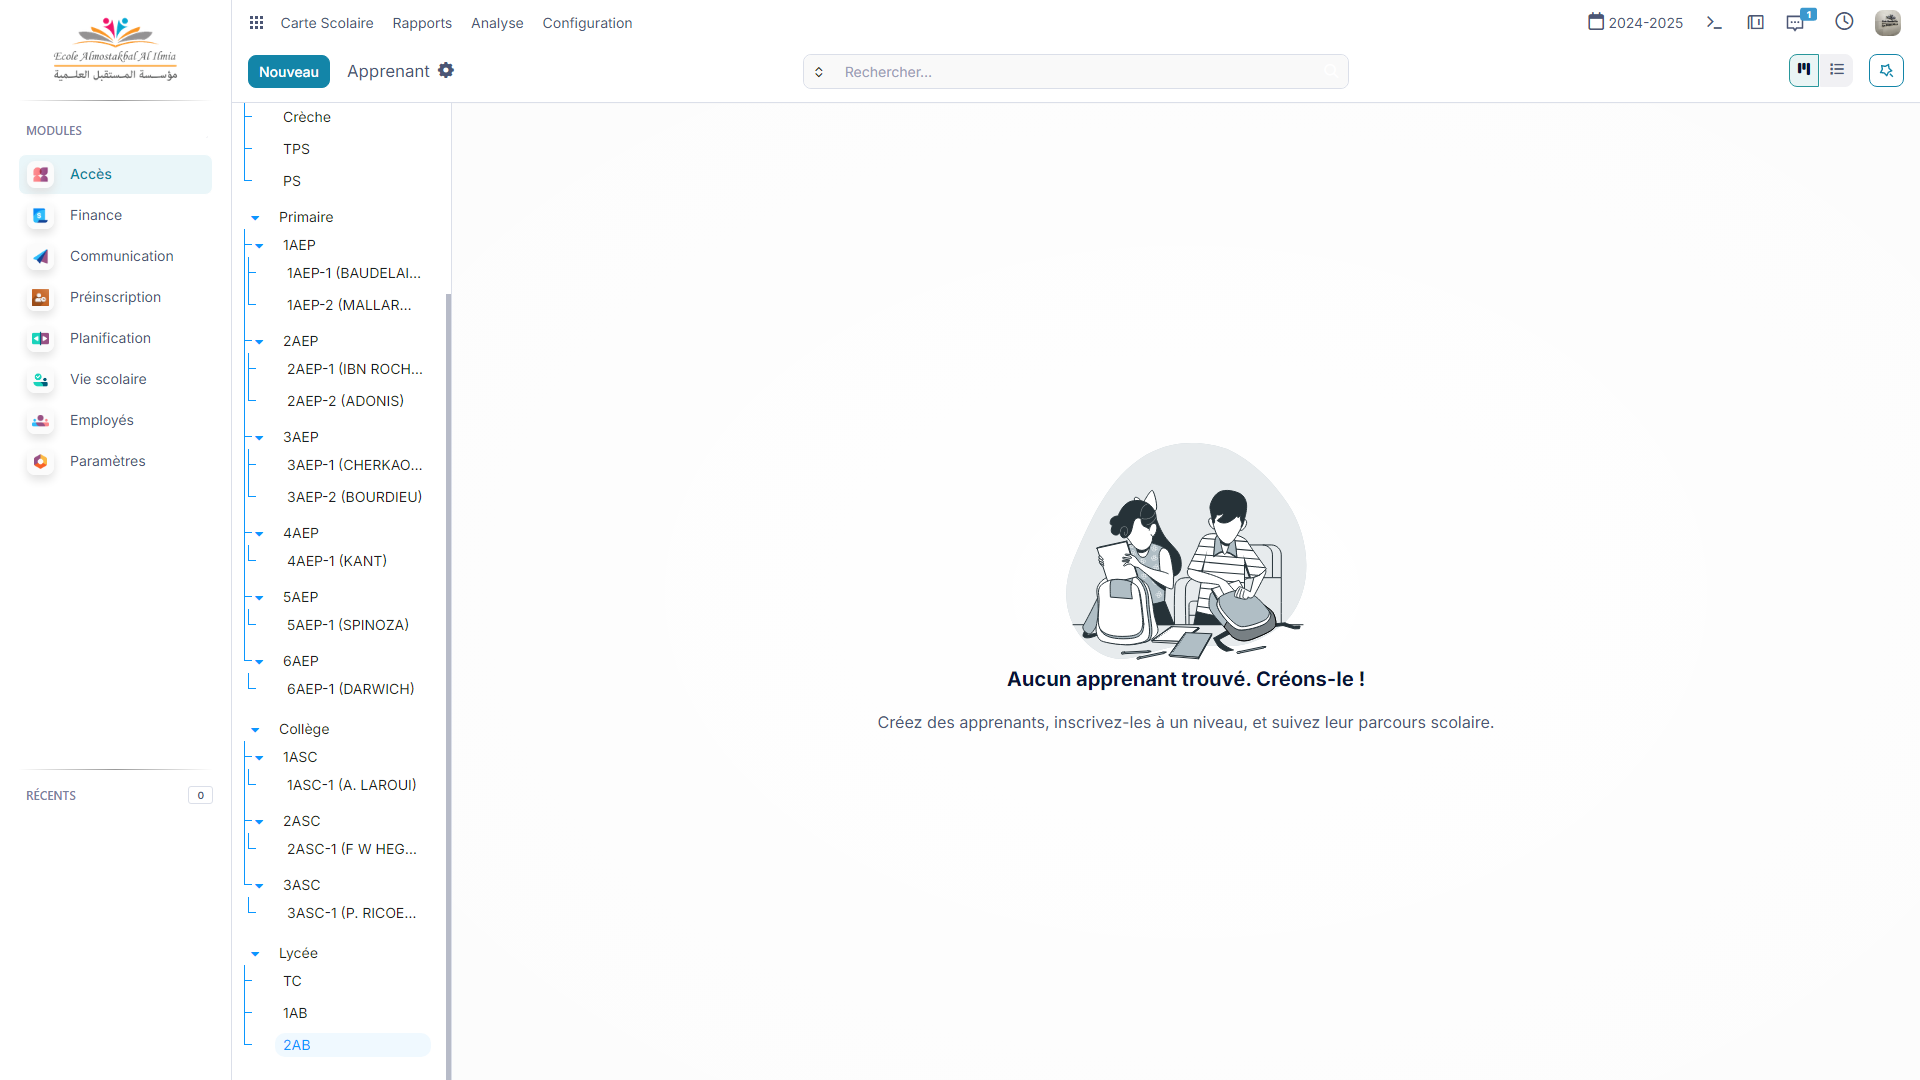 Ecole Almostakbal Al Ilmia
مؤسسة المستقبل العلمية
MODULES
Accès
Finance
Communication
Préinscription
Planification
Vie scolaire
Employés
Paramètres
RÉCENTS 0
Carte Scolaire Rapports Analyse Configuration
2024-2025
1
Nouveau Apprenant
Rechercher...
Crèche
TPS
PS
Primaire
1AEP
1AEP-1 (BAUDELAI...
1AEP-2 (MALLAR...
2AEP
2AEP-1 (IBN ROCH...
2AEP-2 (ADONIS)
3AEP
3AEP-1 (CHERKAO...
3AEP-2 (BOURDIEU)
4AEP
4AEP-1 (KANT)
5AEP
5AEP-1 (SPINOZA)
6AEP
6AEP-1 (DARWICH)
Collège
1ASC
1ASC-1 (A. LAROUI)
2ASC
2ASC-1 (F W HEG...
3ASC
3ASC-1 (P. RICOE...
Lycée
TC
1AB
2AB
Aucun apprenant trouvé. Créons-le !
Créez des apprenants, inscrivez-les à un niveau, et suivez leur parcours scolaire.